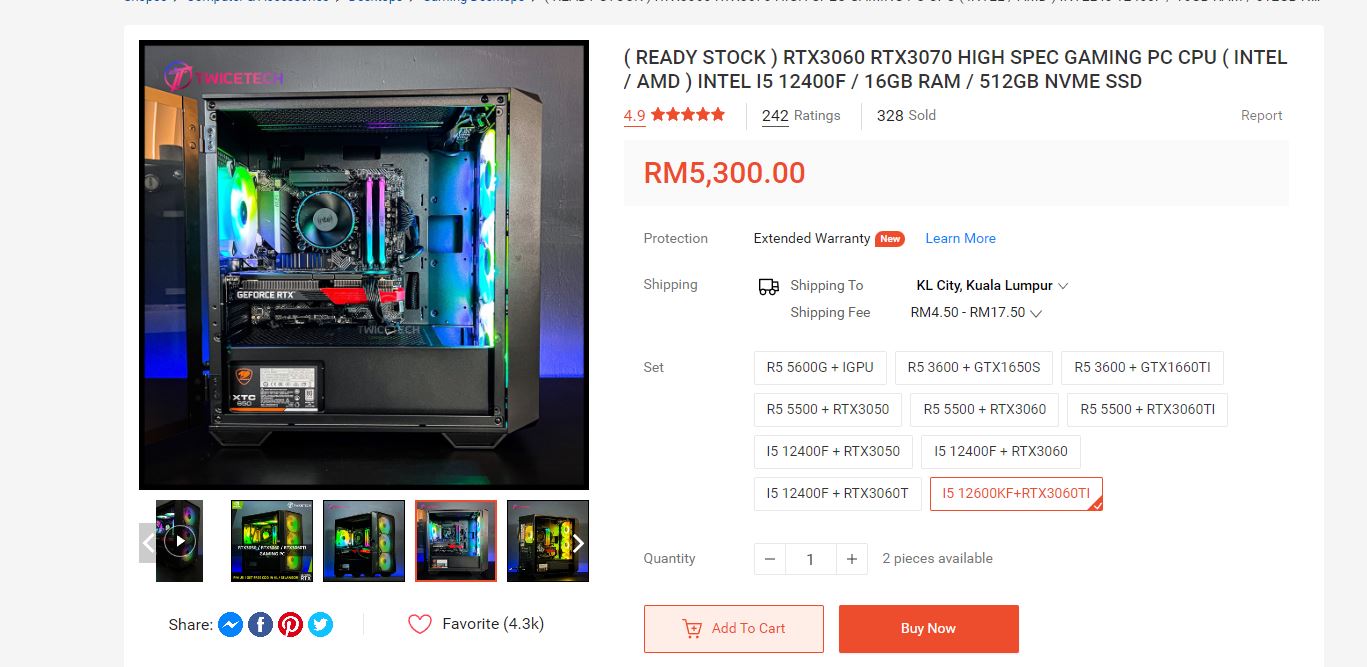 ( READY STOCK ) RTX3060 RTX3070 HIGH SPEC GAMING PC CPU ( INTEL
/ AMD ) INTEL I5 12400F / 16GB RAM / 512GB NVME SSD
4.9 242 Ratings 328 Sold Report
RM5,300.00
Protection Extended Warranty New Learn More
Shipping Shipping To KL City, Kuala Lumpur
Shipping Fee RM4.50 - RM17.50
Set R5 5600G + IGPU R5 3600 + GTX1650S R5 3600 + GTX1660TI
R5 5500 + RTX3050 R5 5500 + RTX3060 R5 5500 + RTX3060TI
I5 12400F + RTX3050 I5 12400F + RTX3060
I5 12400F + RTX3060T I5 12600KF+RTX3060TI
Quantity 1 2 pieces available
Add To Cart Buy Now
TWICETECH
intel
GEFORCE RTX
TWICETECH
XTC
650
GAMING PC
RTX
Share: Favorite (4.3k)